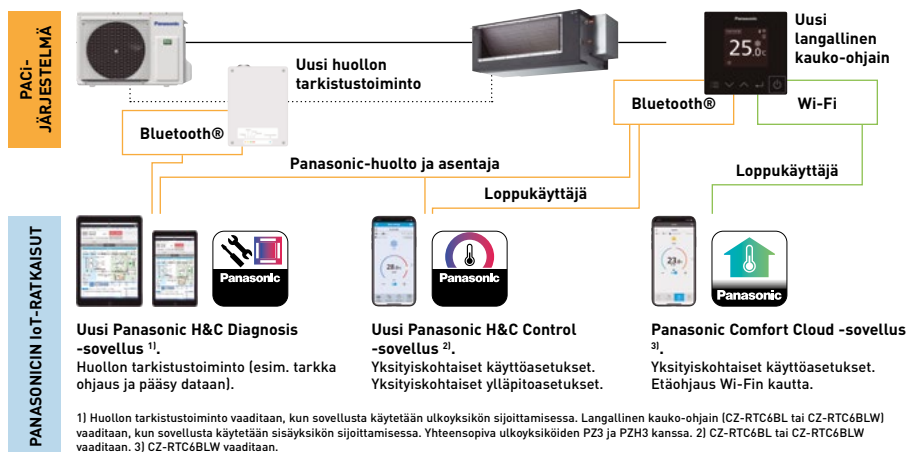 PACi-
JÄRJESTELMÄ
Panasonic
Uusi huollon
tarkistustoiminto
Panasonic
25.0c
Uusi
langallinen
kauko-ohjain
Bluetooth®
Bluetooth®
Wi-Fi
Panasonic-huolto ja asentaja
Loppukäyttäjä
Loppukäyttäjä
PANASONICIN IoT-RATKAISUT
Panasonic
Panasonic
Panasonic
Uusi Panasonic H&C Diagnosis
-sovellus 1).
Huollon tarkistustoiminto (esim. tarkka
ohjaus ja pääsy dataan).
Uusi Panasonic H&C Control
-sovellus 2).
Yksityiskohtaiset käyttöasetukset.
Yksityiskohtaiset ylläpitoasetukset.
Panasonic Comfort Cloud -sovellus
3).
Yksityiskohtaiset käyttöasetukset.
Etäohjaus Wi-Fin kautta.
1) Huollon tarkistustoiminto vaaditaan, kun sovellusta käytetään ulkoyksikön sijoittamisessa. Langallinen kauko-ohjain (CZ-RTC6BL tai CZ-RTC6BLW)
vaaditaan, kun sovellusta käytetään sisäyksikön sijoittamisessa. Yhteensopiva ulkoyksiköiden PZ3 ja PZH3 kanssa. 2) CZ-RTC6BL tai CZ-RTC6BLW
vaaditaan. 3) CZ-RTC6BLW vaaditaan.